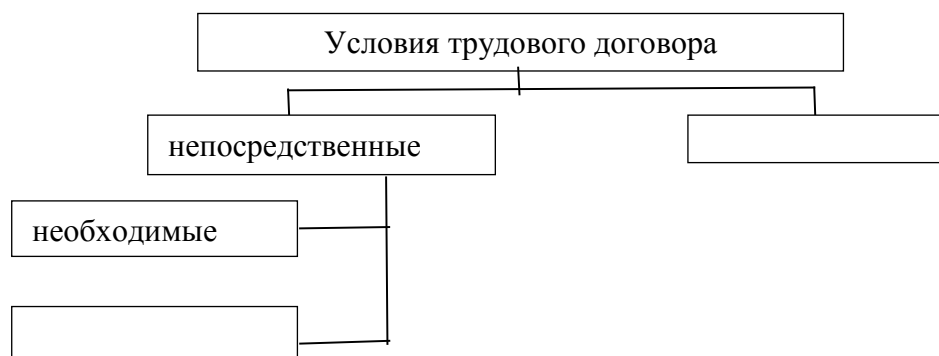 Условия трудового договора
непосредственные
необходимые